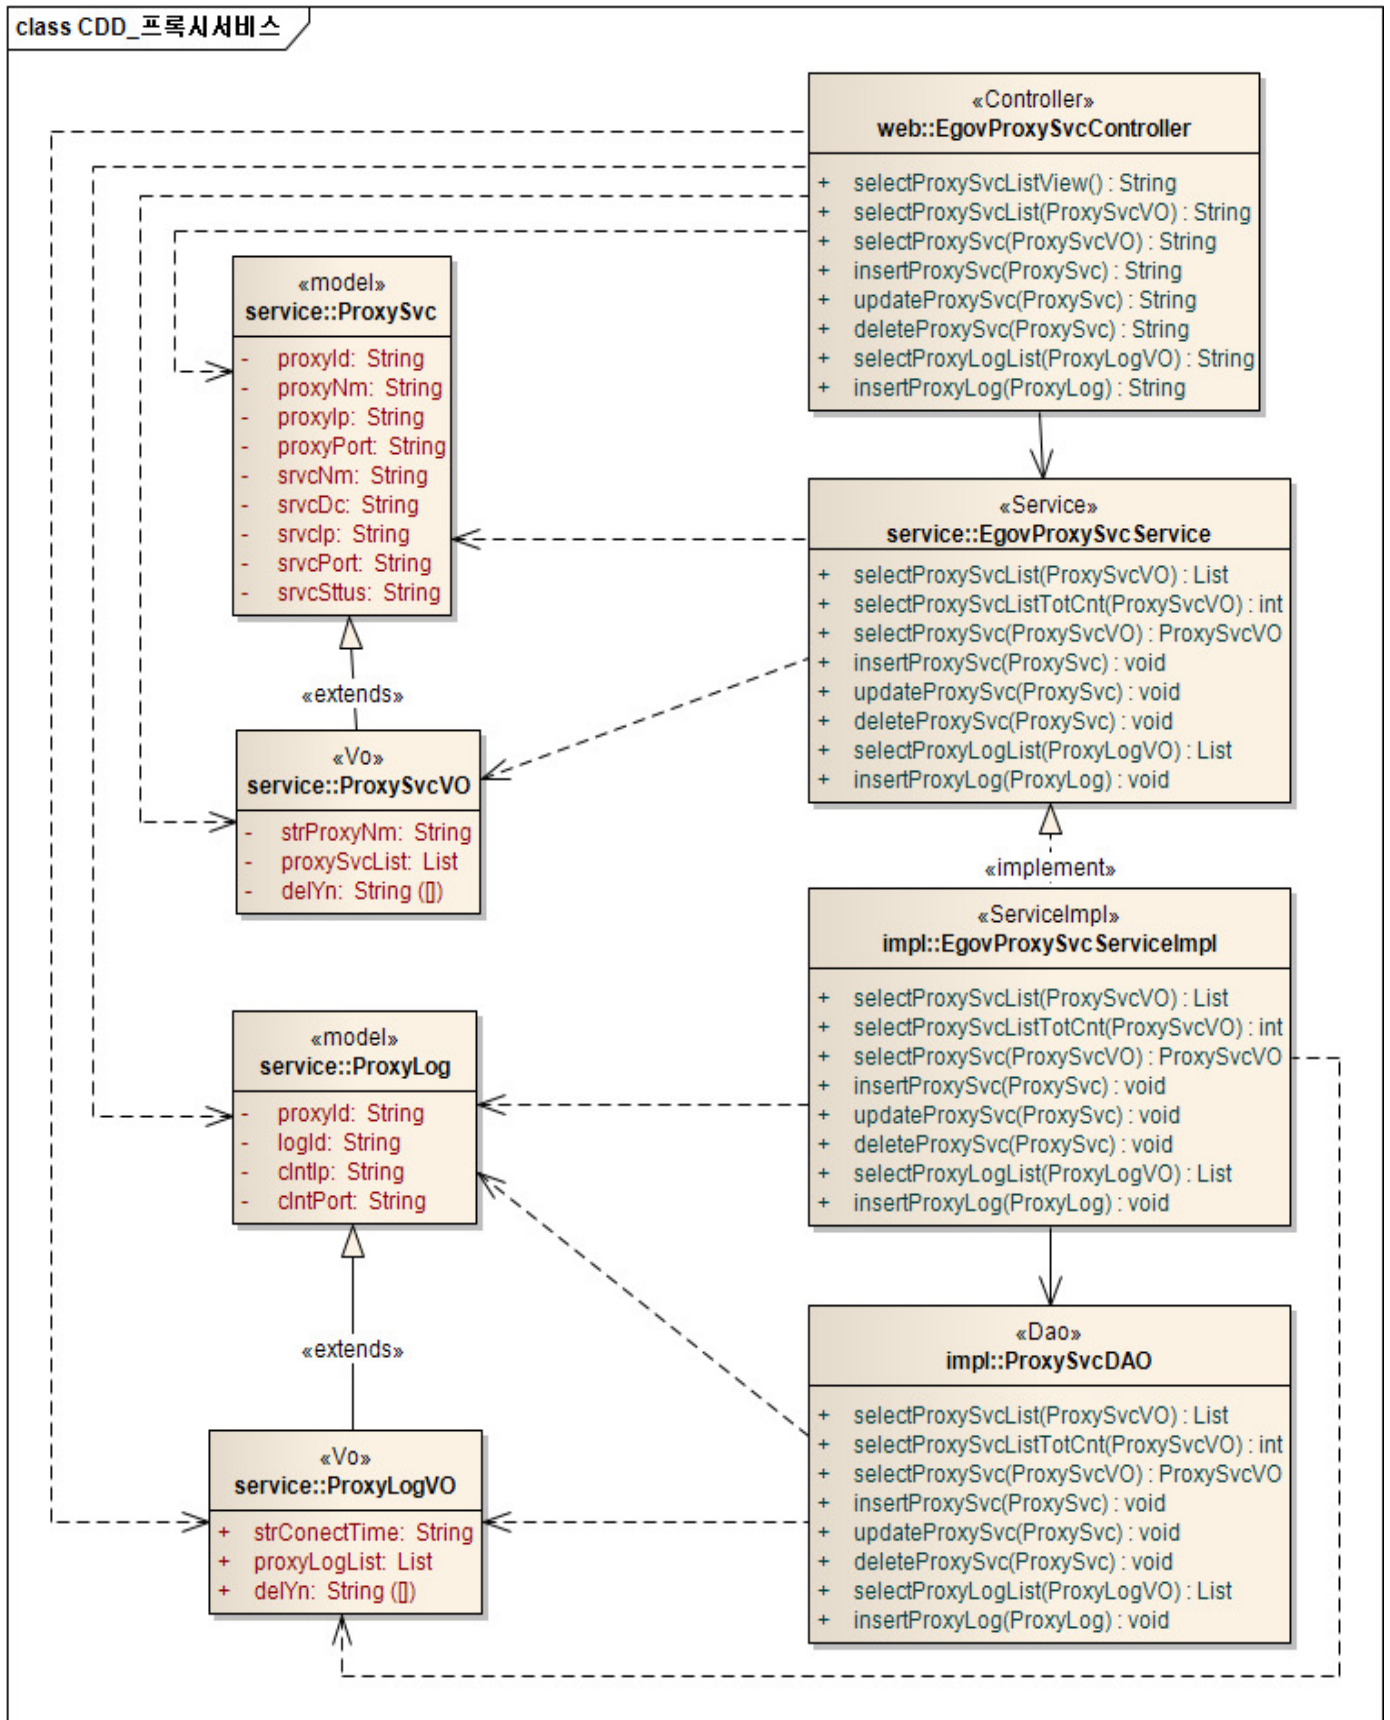 class CDD_프록시서비스
«Controller»
web::EgovProxySvcController
+ selectProxySvcListView() : String
+ selectProxySvcList(ProxySvcVO) : String
+ selectProxySvc(ProxySvcVO) : String
+ insertProxySvc(ProxySvc) : String
+ updateProxySvc(ProxySvc) : String
+ deleteProxySvc(ProxySvc) : String
+ selectProxyLogList(ProxyLogVO) : String
+ insertProxyLog(ProxyLog) : String
«model»
service::ProxySvc
- proxyId: String
- proxyNm: String
- proxyIp: String
- proxyPort: String
- srvcNm: String
- srvcDc: String
- srvcIp: String
- srvcPort: String
- srvcSttus: String
«Service»
service::EgovProxySvcService
+ selectProxySvcList(ProxySvcVO) : List
+ selectProxySvcListTotCnt(ProxySvcVO) : int
+ selectProxySvc(ProxySvcVO) : ProxySvcVO
+ insertProxySvc(ProxySvc) : void
+ updateProxySvc(ProxySvc) : void
+ deleteProxySvc(ProxySvc) : void
+ selectProxyLogList(ProxyLogVO) : List
+ insertProxyLog(ProxyLog) : void
«extends»
«Vo»
service::ProxySvcVO
- strProxyNm: String
- proxySvcList: List
- delYn: String ([])
«implement»
«ServiceImpl»
impl::EgovProxySvcServiceImpl
+ selectProxySvcList(ProxySvcVO) : List
+ selectProxySvcListTotCnt(ProxySvcVO) : int
+ selectProxySvc(ProxySvcVO) : ProxySvcVO
+ insertProxySvc(ProxySvc) : void
+ updateProxySvc(ProxySvc) : void
+ deleteProxySvc(ProxySvc) : void
+ selectProxyLogList(ProxyLogVO) : List
+ insertProxyLog(ProxyLog) : void
«model»
service::ProxyLog
- proxyId: String
- logId: String
- clntIp: String
- clntPort: String
«extends»
«Dao»
impl::ProxySvcDAO
+ selectProxySvcList(ProxySvcVO) : List
+ selectProxySvcListTotCnt(ProxySvcVO) : int
+ selectProxySvc(ProxySvcVO) : ProxySvcVO
+ insertProxySvc(ProxySvc) : void
+ updateProxySvc(ProxySvc) : void
+ deleteProxySvc(ProxySvc) : void
+ selectProxyLogList(ProxyLogVO) : List
+ insertProxyLog(ProxyLog) : void
«Vo»
service::ProxyLogVO
+ strConectTime: String
+ proxyLogList: List
+ delYn: String ([])